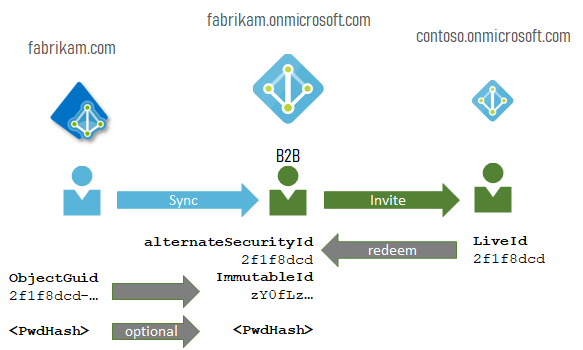 fabrikam.onmicrosoft.com
fabrikam.com
contoso.onmicrosoft.com
B2B
Sync
Invite
alternateSecurityId
2f1f8dcd
redeem
LiveId
2f1f8dcd
ObjectGuid
2f1f8dcd-…
ImmutableId
zY0fLz…
<PwdHash>
optional
<PwdHash>